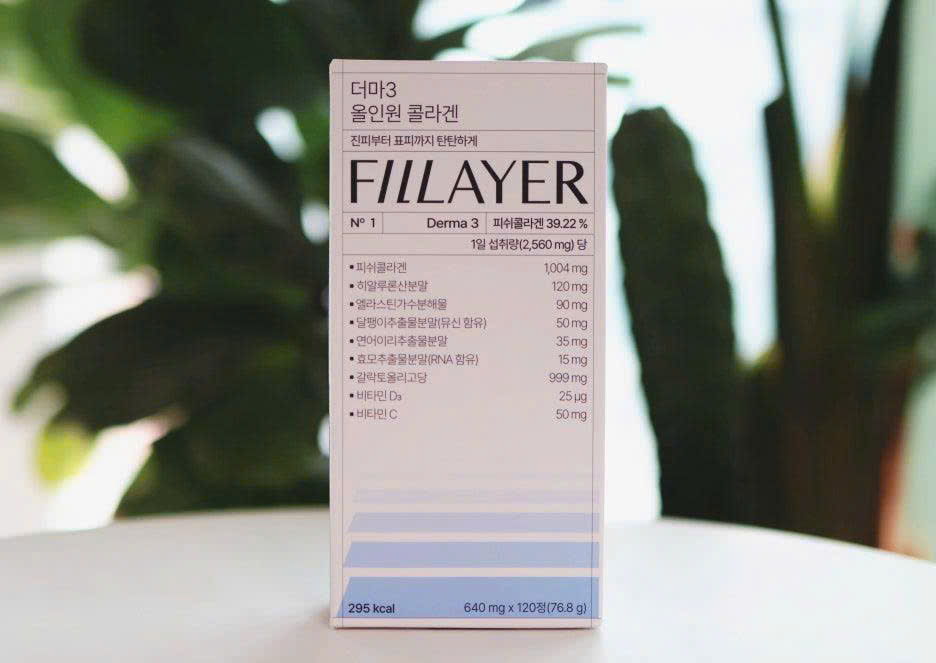 더마3
올인원 콜라겐
진피부터 표피까지 탄탄하게
FILLAYER
Nº 1 Derma 3 피쉬콜라겐 39.22 %
1일 섭취량(2,560 mg) 당
▪ 피쉬콜라겐 1,004 mg
▪ 히알루론산분말 120 mg
▪ 엘라스틴가수분해물 90 mg
▪ 달팽이추출물분말(뮤신 함유) 50 mg
▪ 연어이리추출물분말 35 mg
▪ 효모추출물분말(RNA 함유) 15 mg
▪ 갈락토올리고당 999 mg
▪ 비타민 D₃ 25 μg
▪ 비타민 C 50 mg
295 kcal 640 mg x 120정(76.8 g)